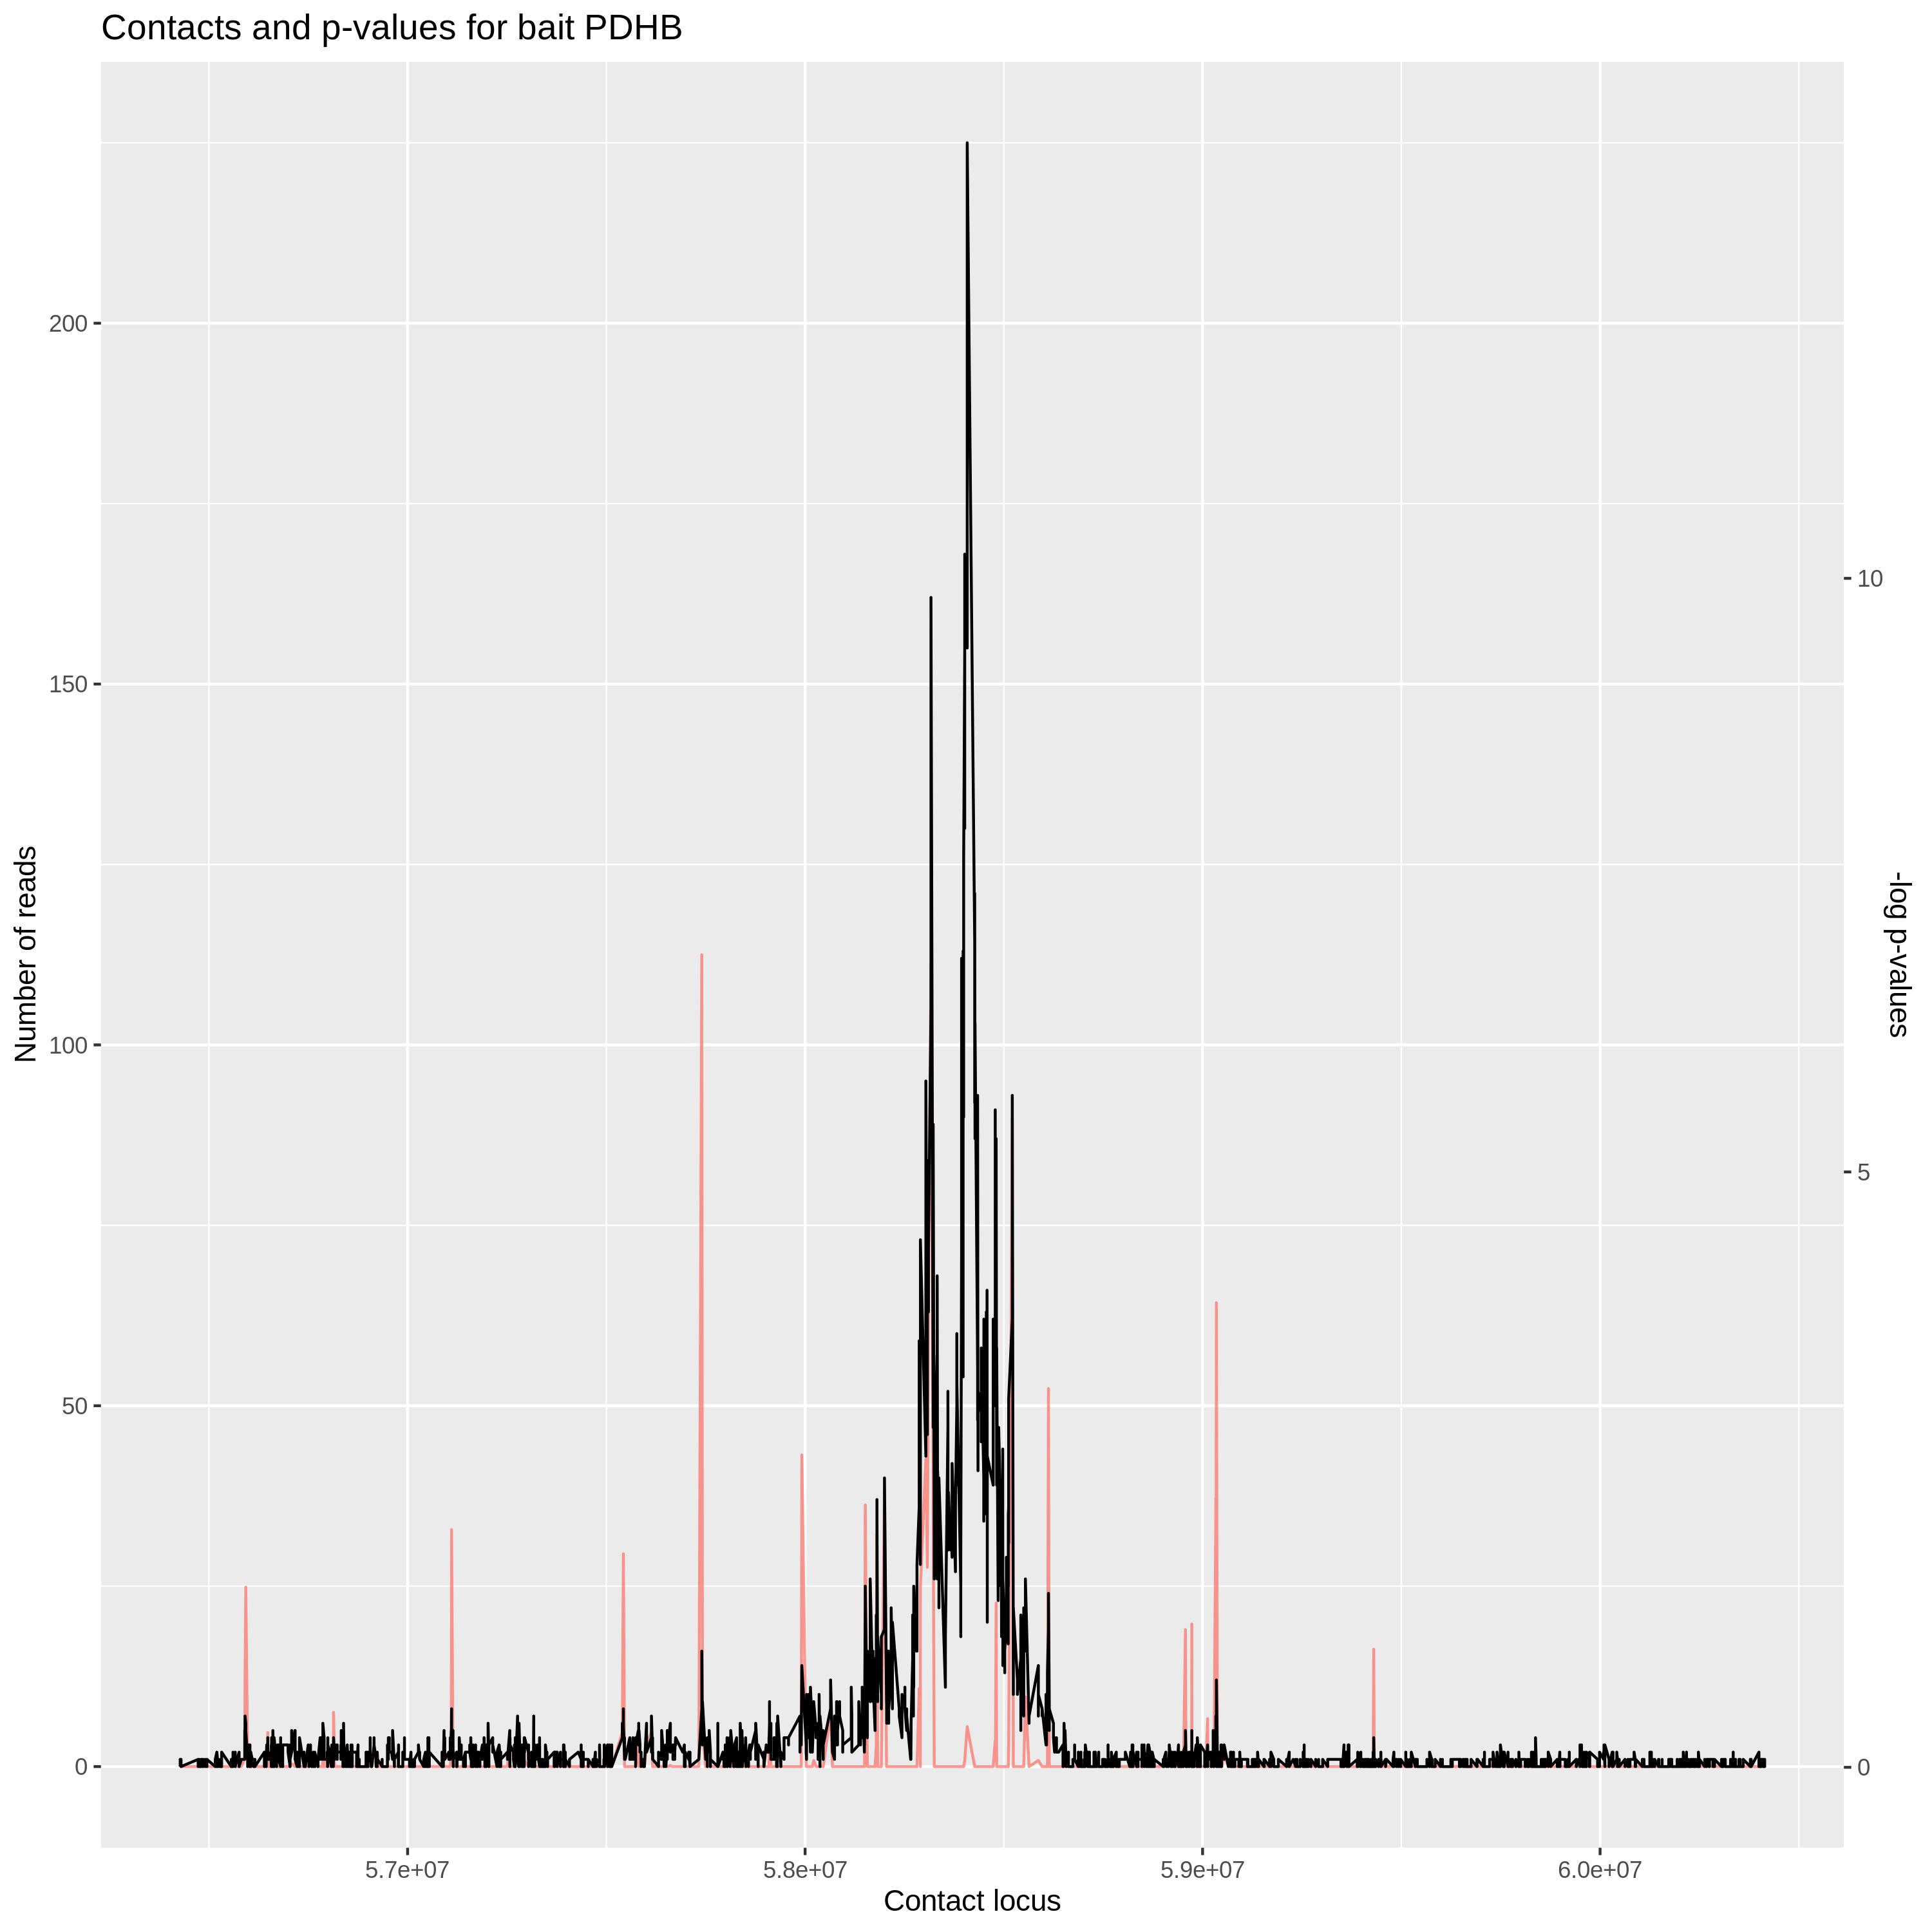 Contacts and p-values for bait PDHB
Number of reads
200
150
100
50
0
10
5
0
-log p-values
5.7e+07
5.8e+07
5.9e+07
6.0e+07
Contact locus